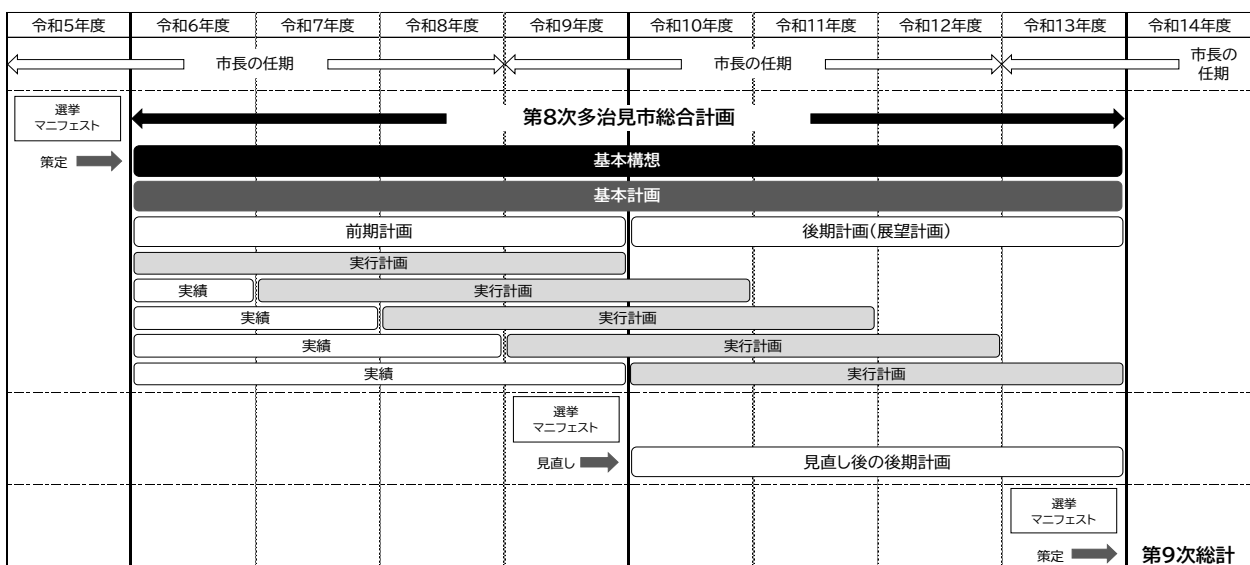 令和5年度 令和6年度 令和7年度 令和8年度 令和9年度 令和10年度 令和11年度 令和12年度 令和13年度 令和14年度
市長の任期 市長の任期 市長の
任期
選挙
マニフェスト
第8次多治見市総合計画
策定
基本構想
基本計画
前期計画 後期計画(展望計画)
実行計画
実績 実行計画
実績 実行計画
実績 実行計画
実績 実行計画
選挙
マニフェスト
見直し 見直し後の後期計画
選挙
マニフェスト
策定 第9次総計